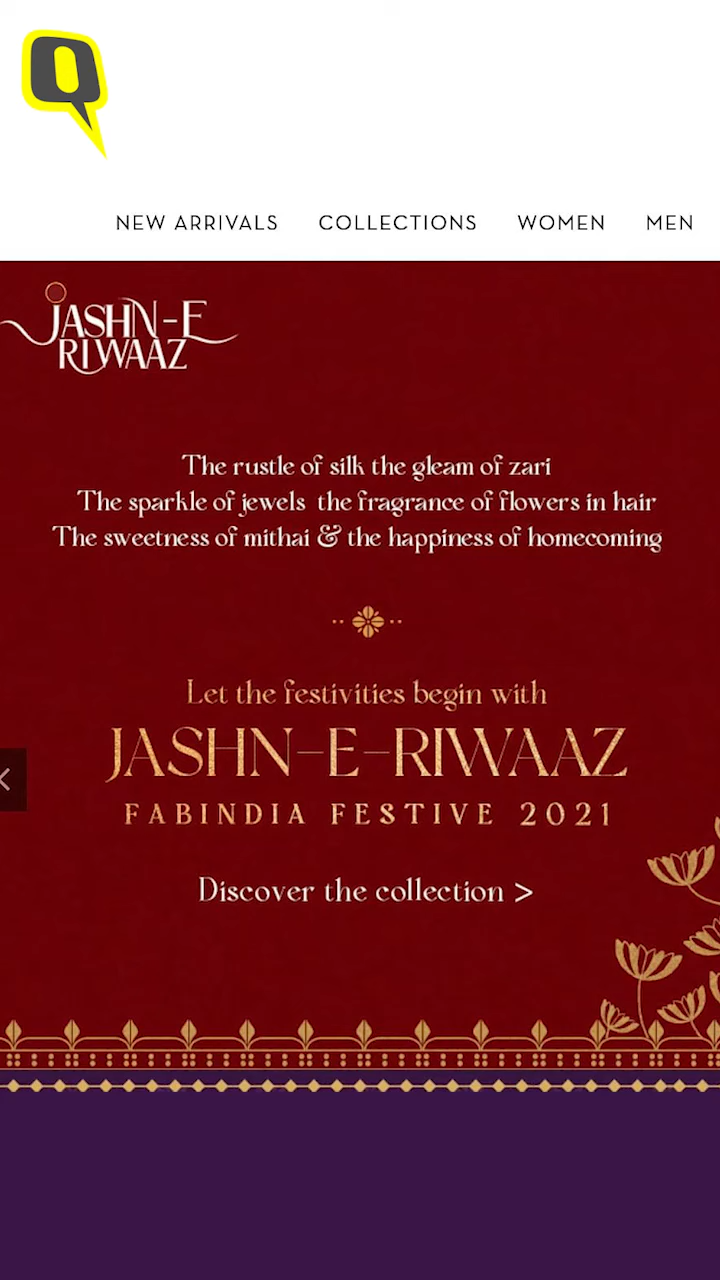 Q
NEW ARRIVALS COLLECTIONS WOMEN MEN
JASHN-E
RIWAAZ
The rustle of silk the gleam of zari
The sparkle of jewels the fragrance of flowers in hair
The sweetness of mithai & the happiness of homecoming
Let the festivities begin with
JASHN-E-RIWAAZ
FABINDIA FESTIVE 2021
Discover the collection >